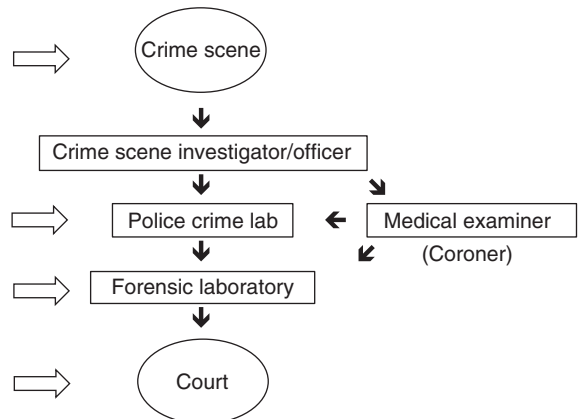 Crime scene
Crime scene investigator/officer
Police crime lab
Medical examiner
(Coroner)
Forensic laboratory
Court